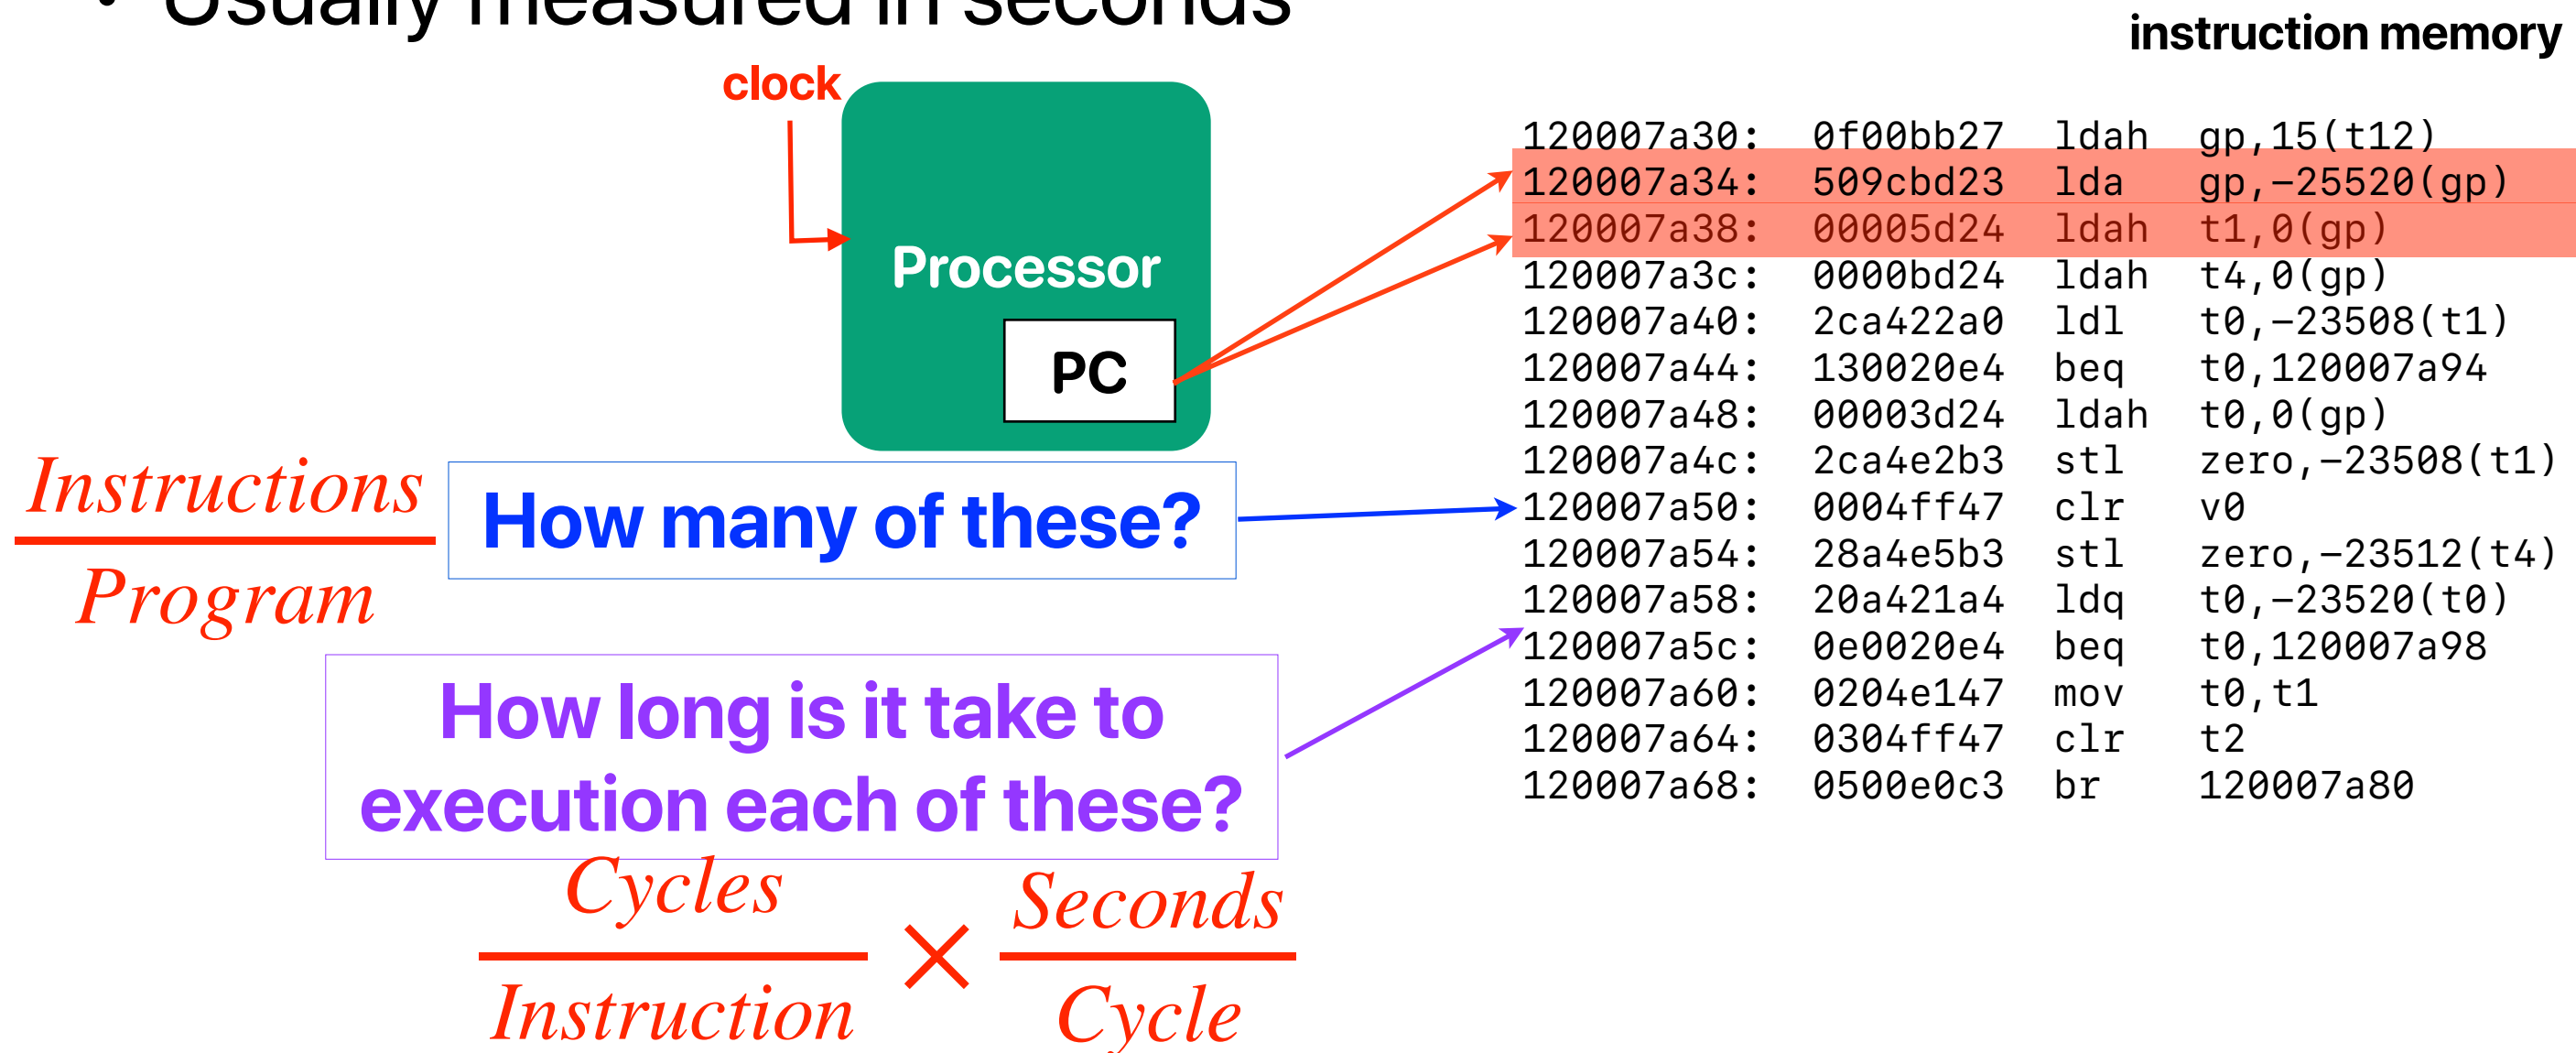 • Usually measured in seconds
instruction memory
clock
Processor
PC
120007a30: 0f00bb27 ldah gp,15(t12)
120007a34: 509cbd23 lda gp,-25520(gp)
120007a38: 00005d24 ldah t1,0(gp)
120007a3c: 0000bd24 ldah t4,0(gp)
120007a40: 2ca422a0 ldl t0,-23508(t1)
120007a44: 130020e4 beq t0,120007a94
120007a48: 00003d24 ldah t0,0(gp)
120007a4c: 2ca4e2b3 stl zero,-23508(t1)
120007a50: 0004ff47 clr v0
120007a54: 28a4e5b3 stl zero,-23512(t4)
120007a58: 20a421a4 ldq t0,-23520(t0)
120007a5c: 0e0020e4 beq t0,120007a98
120007a60: 0204e147 mov t0,t1
120007a64: 0304ff47 clr t2
120007a68: 0500e0c3 br 120007a80
Instructions
Program
How many of these?
How long is it take to
execution each of these?
Cycles × Seconds
Instruction Cycle